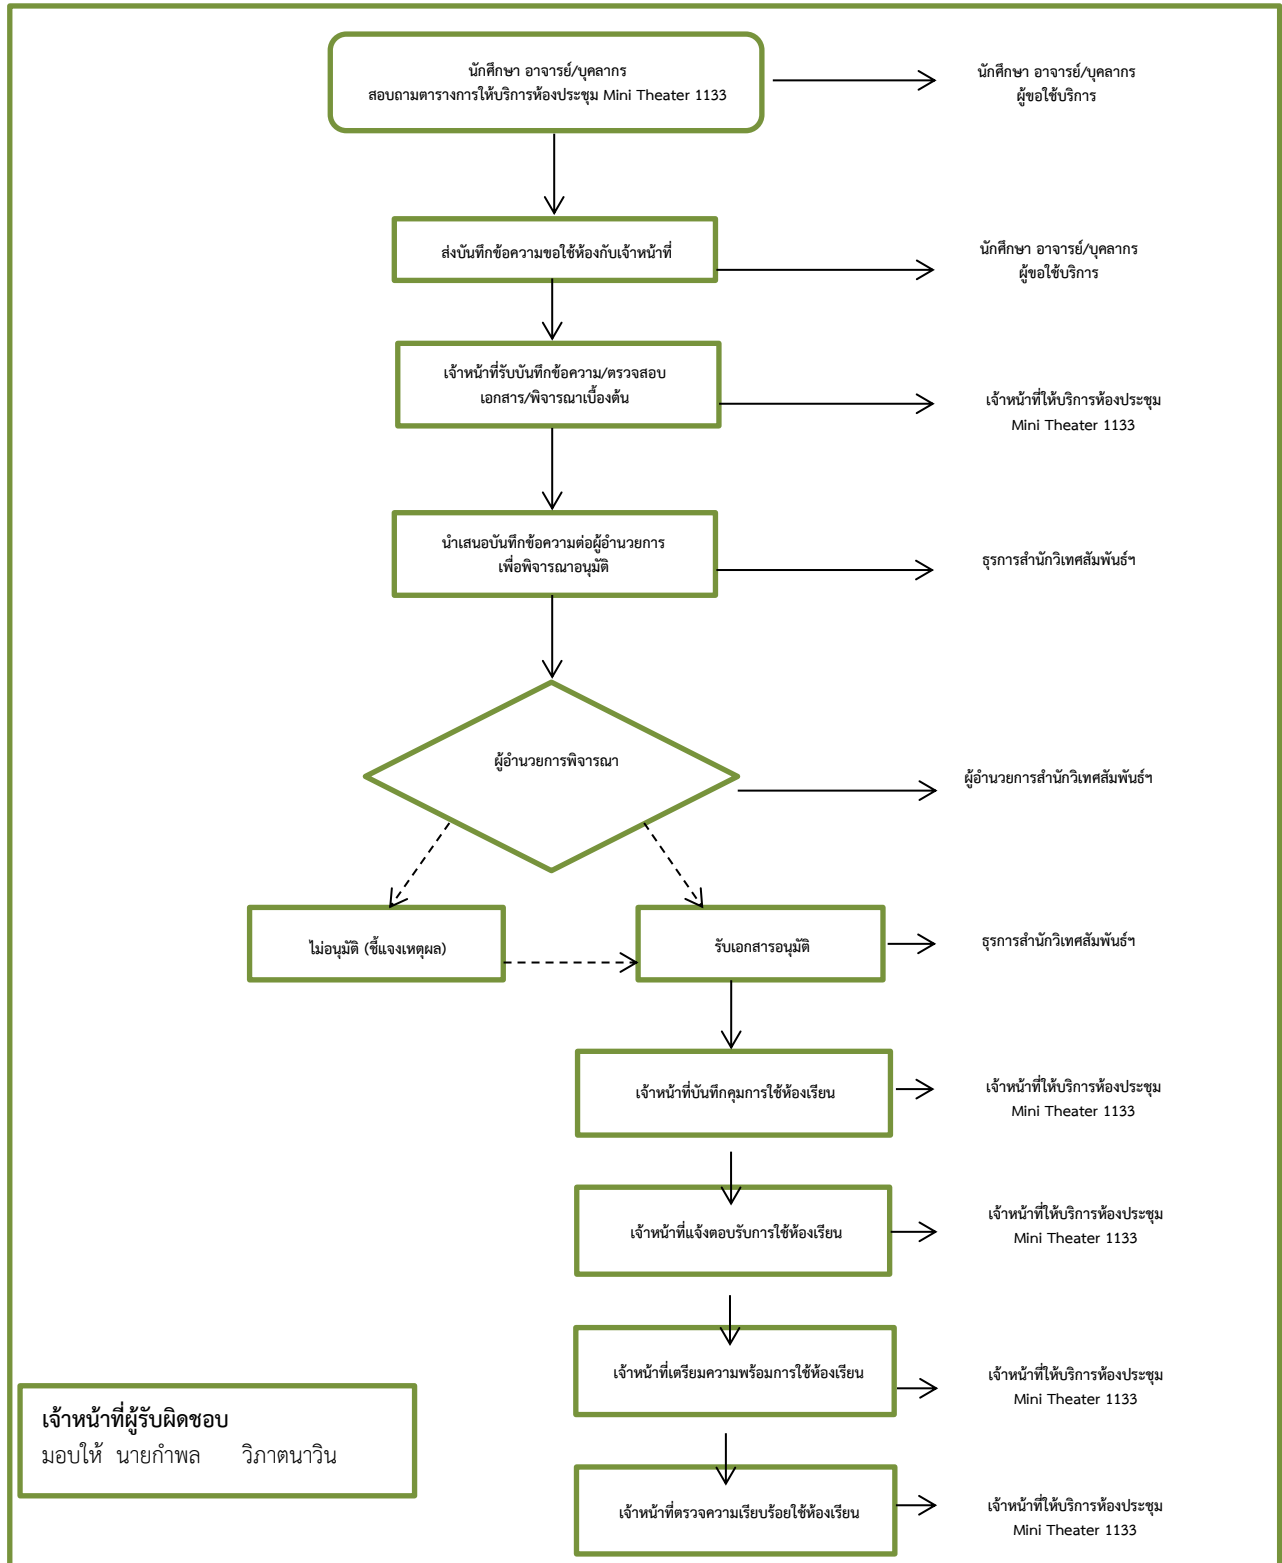 นักศึกษา อาจารย์/บุคลากร
สอบถามตารางการให้บริการห้องประชุม Mini Theater 1133
นักศึกษา อาจารย์/บุคลากร
ผู้ขอใช้บริการ
ส่งบันทึกข้อความขอใช้ห้องกับเจ้าหน้าที่
นักศึกษา อาจารย์/บุคลากร
ผู้ขอใช้บริการ
เจ้าหน้าที่รับบันทึกข้อความ/ตรวจสอบ
เอกสาร/พิจารณาเบื้องต้น
เจ้าหน้าที่ให้บริการห้องประชุม
Mini Theater 1133
นำเสนอบันทึกข้อความต่อผู้อำนวยการ
เพื่อพิจารณาอนุมัติ
ธุรการสำนักวิเทศสัมพันธ์ฯ
ผู้อำนวยการพิจารณา
ผู้อำนวยการสำนักวิเทศสัมพันธ์ฯ
ไม่อนุมัติ (ชี้แจงเหตุผล)
รับเอกสารอนุมัติ
ธุรการสำนักวิเทศสัมพันธ์ฯ
เจ้าหน้าที่บันทึกคุมการใช้ห้องเรียน
เจ้าหน้าที่ให้บริการห้องประชุม
Mini Theater 1133
เจ้าหน้าที่แจ้งตอบรับการใช้ห้องเรียน
เจ้าหน้าที่ให้บริการห้องประชุม
Mini Theater 1133
เจ้าหน้าที่เตรียมความพร้อมการใช้ห้องเรียน
เจ้าหน้าที่ให้บริการห้องประชุม
Mini Theater 1133
เจ้าหน้าที่ผู้รับผิดชอบ
มอบให้ นายกำพล วิภาตนาวิน
เจ้าหน้าที่ตรวจความเรียบร้อยใช้ห้องเรียน
เจ้าหน้าที่ให้บริการห้องประชุม
Mini Theater 1133